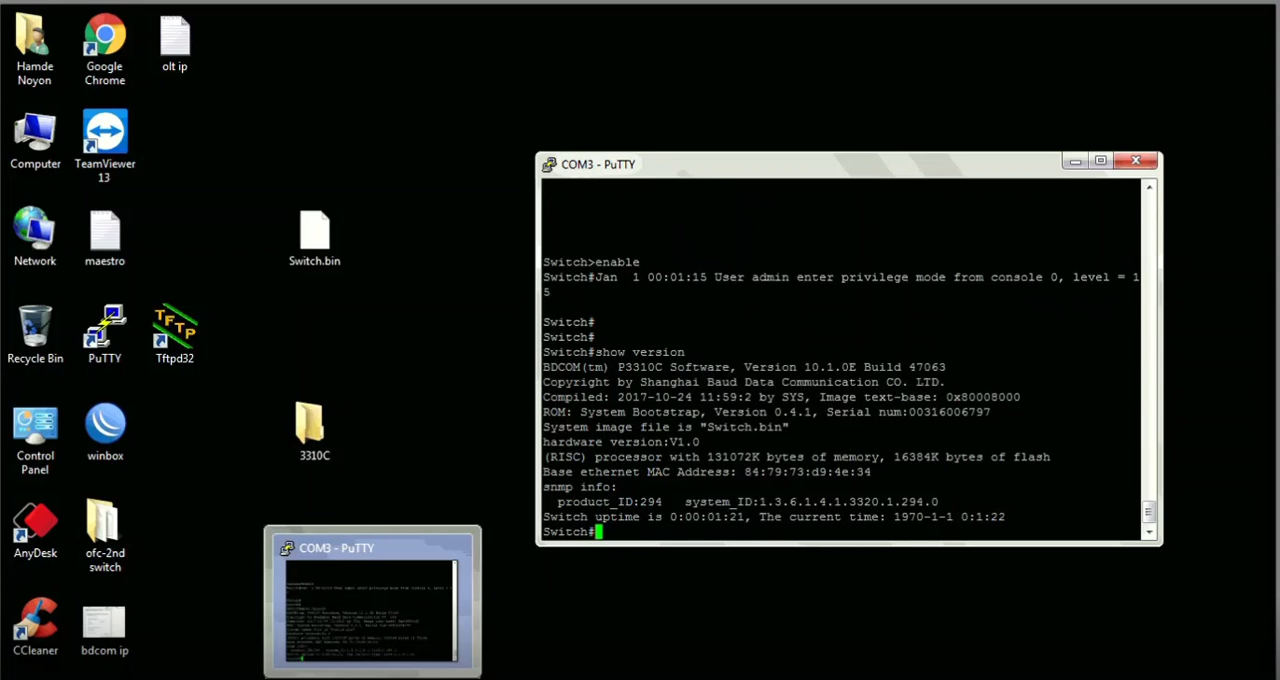 Hamde
Noyon
Google
Chrome
olt ip
Computer
TeamViewer
13
Network
maestro
Switch.bin
Recycle Bin
PuTTY
TFTP
Tftpd32
Control
Panel
winbox
3310C
AnyDesk
ofc-2nd
switch
CCleaner
bdcom ip
COM3 - PuTTY
COM3 - PuTTY
Switch>enable
Switch#Jan  1 00:01:15 User admin enter privilege mode from console 0, level = 1
5
Switch#
Switch#
Switch#show version
BDCOM(tm) P3310C Software, Version 10.1.0E Build 47063
Copyright by Shanghai Baud Data Communication CO. LTD.
Compiled: 2017-10-24 11:59:2 by SYS, Image text-base: 0x80008000
ROM: System Bootstrap, Version 0.4.1, Serial num:00316006797
System image file is "Switch.bin"
hardware version:V1.0
(RISC) processor with 131072K bytes of memory, 16384K bytes of flash
Base ethernet MAC Address: 84:79:73:d9:4e:34
snmp info:
  product_ID:294   system_ID:1.3.6.1.4.1.3320.1.294.0
Switch uptime is 0:00:01:21, The current time: 1970-1-1 0:1:22
Switch#